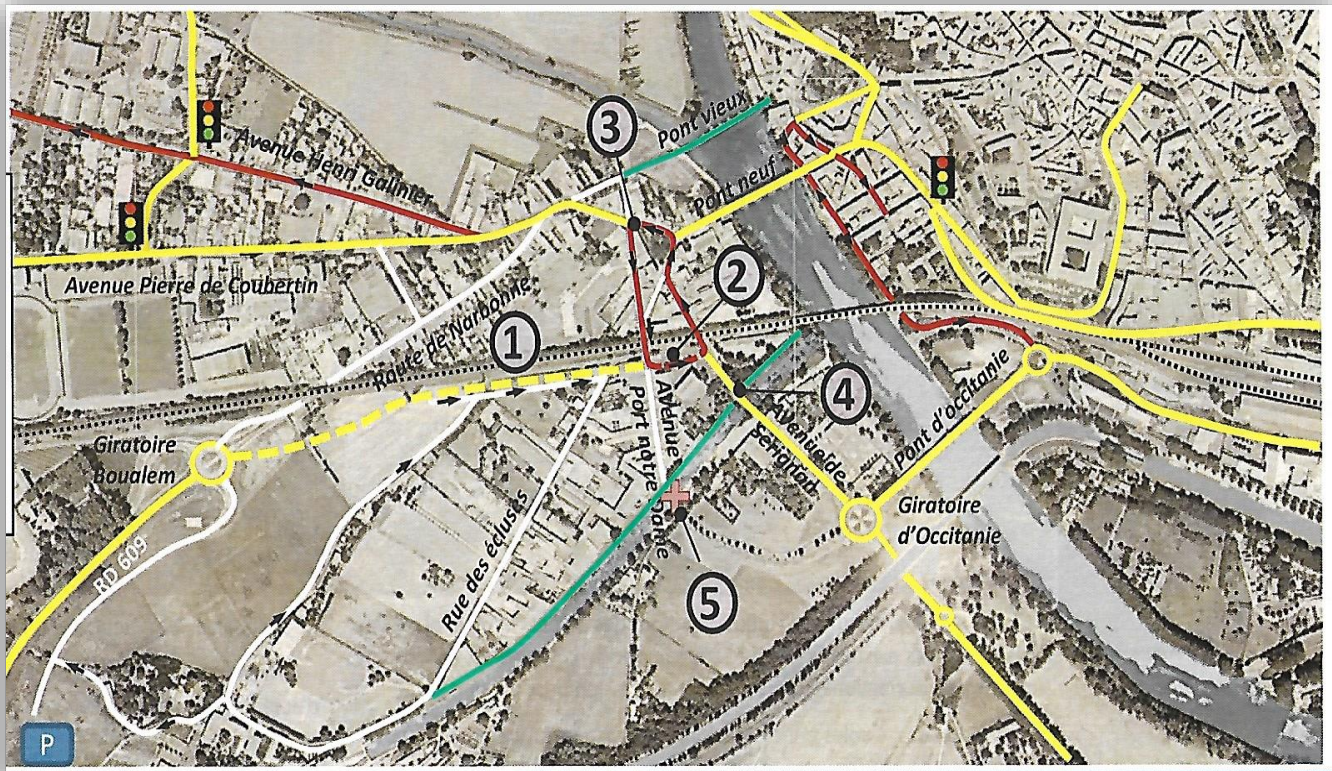 3
Pont vieux
Avenue Henri Galinier
Pont neuf
2
Avenue Pierre de Coubertin
Route de Narbonne
1
4
Avenue
Port notre Dame
Avenue de
Sérignan
Pont d'occitanie
Giratoire
Boualem
Giratoire
d'Occitanie
RD 609
Rue des écluses
5
P